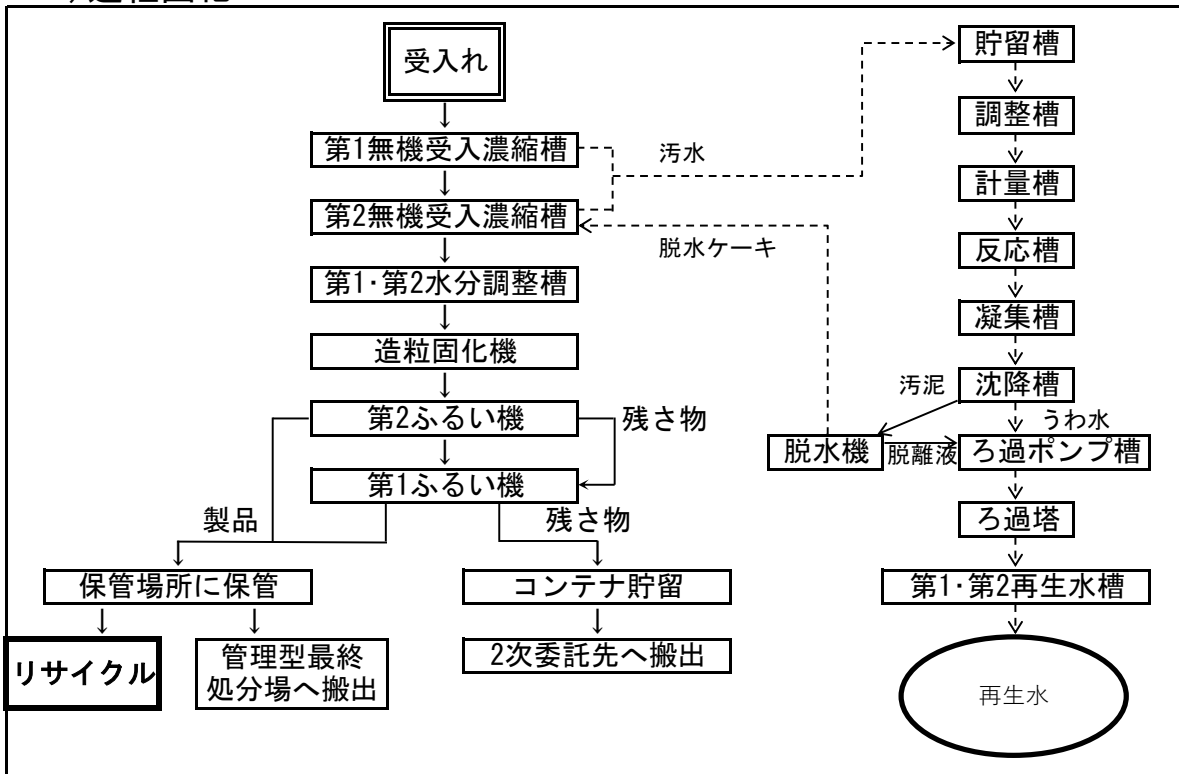 受入れ
第1無機受入濃縮槽
汚水
第2無機受入濃縮槽
脱水ケーキ
第1・第2水分調整槽
造粒固化機
第2ふるい機
残さ物
第1ふるい機
製品
残さ物
保管場所に保管
コンテナ貯留
リサイクル
管理型最終
処分場へ搬出
2次委託先へ搬出
貯留槽
調整槽
計量槽
反応槽
凝集槽
汚泥
沈降槽
うわ水
脱水機
脱離液
ろ過ポンプ槽
ろ過塔
第1・第2再生水槽
再生水